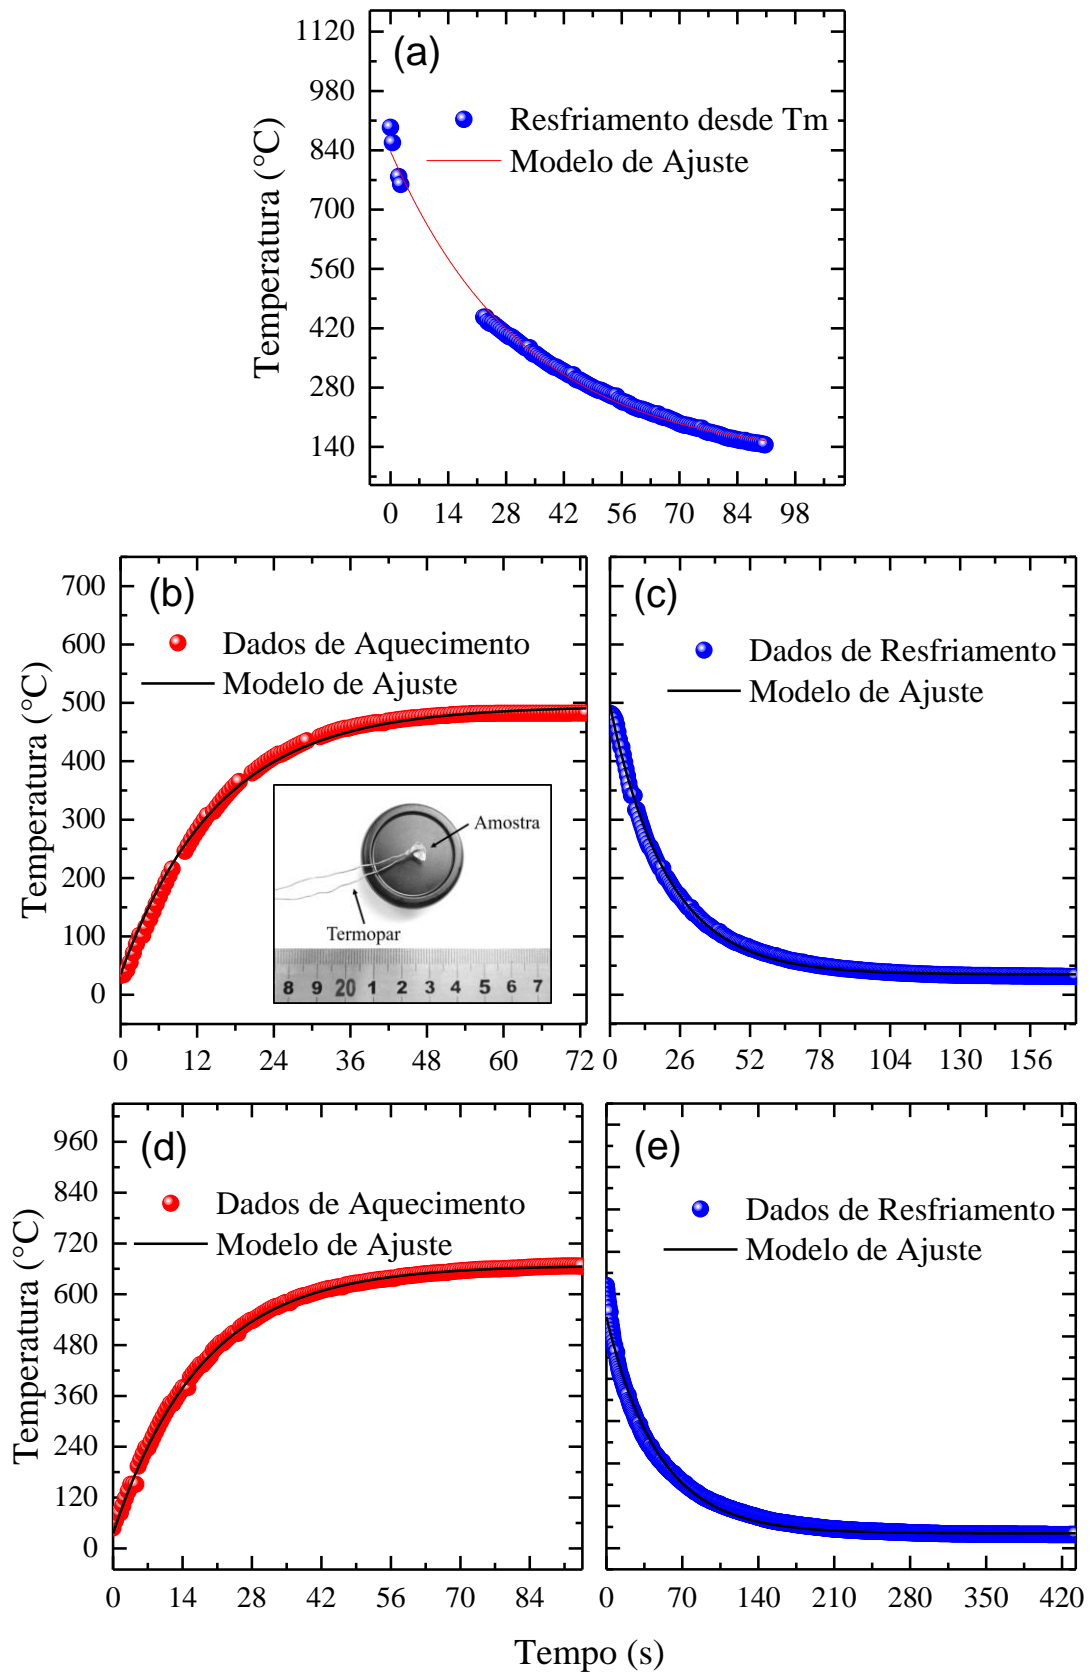 (a)
Resfriamento desde Tm
Modelo de Ajuste
Temperatura (°C)
1120
980
840
700
560
420
280
140
0 14 28 42 56 70 84 98
(b)
Dados de Aquecimento
Modelo de Ajuste
Temperatura (°C)
700
600
500
400
300
200
100
0
Amostra
Termopar
8 9 20 1 2 3 4 5 6 7
0 12 24 36 48 60 72
(c)
Dados de Resfriamento
Modelo de Ajuste
0 26 52 78 104 130 156
(d)
Dados de Aquecimento
Modelo de Ajuste
Temperatura (°C)
960
840
720
600
480
360
240
120
0
0 14 28 42 56 70 84
(e)
Dados de Resfriamento
Modelo de Ajuste
0 70 140 210 280 350 420
Tempo (s)